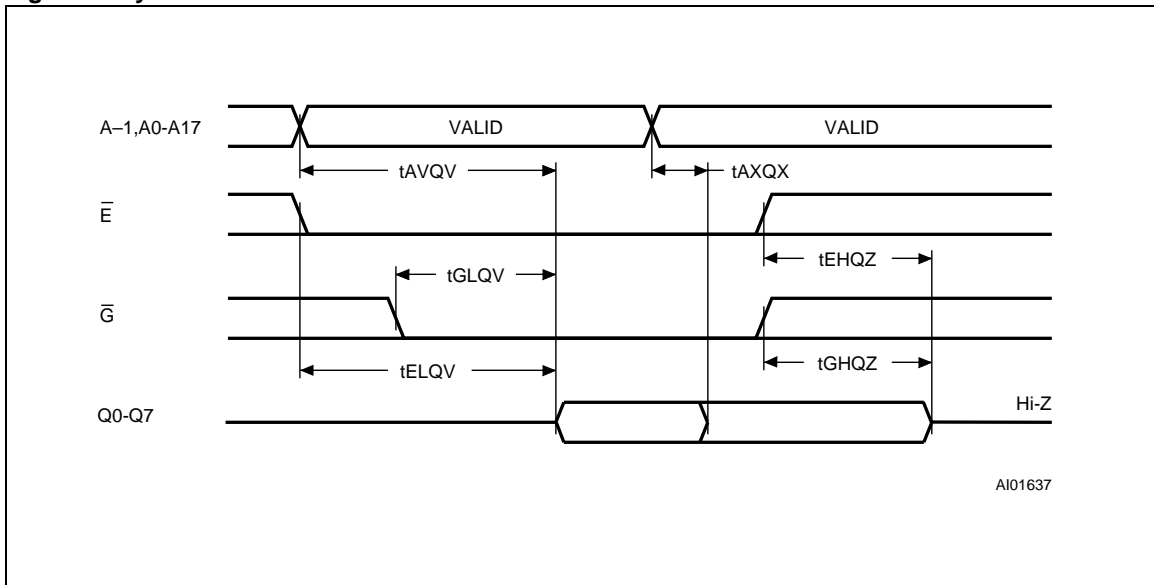 A–1,A0-A17 VALID VALID
tAVQV tAXQX
E̅
tEHQZ
tGLQV
G̅
tGHQZ
tELQV
Q0-Q7 Hi-Z
AI01637